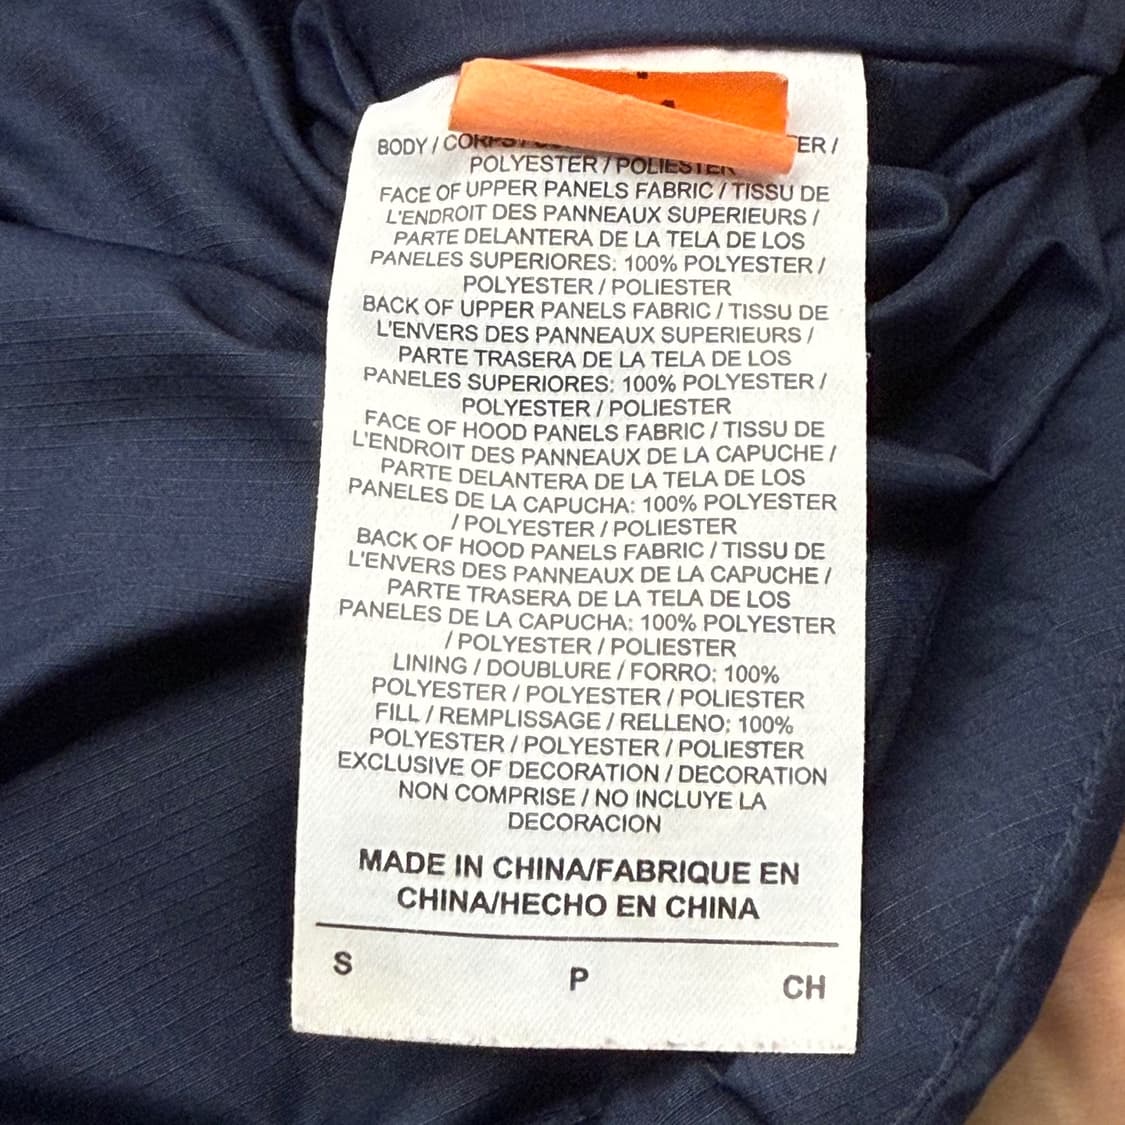 BODY / CORPS / ER /
POLYESTER / POLIESTER
FACE OF UPPER PANELS FABRIC / TISSU DE
L'ENDROIT DES PANNEAUX SUPERIEURS /
PARTE DELANTERA DE LA TELA DE LOS
PANELES SUPERIORES: 100% POLYESTER /
POLYESTER / POLIESTER
BACK OF UPPER PANELS FABRIC / TISSU DE
L'ENVERS DES PANNEAUX SUPERIEURS /
PARTE TRASERA DE LA TELA DE LOS
PANELES SUPERIORES: 100% POLYESTER /
POLYESTER / POLIESTER
FACE OF HOOD PANELS FABRIC / TISSU DE
L'ENDROIT DES PANNEAUX DE LA CAPUCHE /
PARTE DELANTERA DE LA TELA DE LOS
PANELES DE LA CAPUCHA: 100% POLYESTER
/ POLYESTER / POLIESTER
BACK OF HOOD PANELS FABRIC / TISSU DE
L'ENVERS DES PANNEAUX DE LA CAPUCHE /
PARTE TRASERA DE LA TELA DE LOS
PANELES DE LA CAPUCHA: 100% POLYESTER
/ POLYESTER / POLIESTER
LINING / DOUBLURE / FORRO: 100%
POLYESTER / POLYESTER / POLIESTER
FILL / REMPLISSAGE / RELLENO: 100%
POLYESTER / POLYESTER / POLIESTER
EXCLUSIVE OF DECORATION / DECORATION
NON COMPRISE / NO INCLUYE LA
DECORACION
MADE IN CHINA/FABRIQUE EN
CHINA/HECHO EN CHINA
S P CH